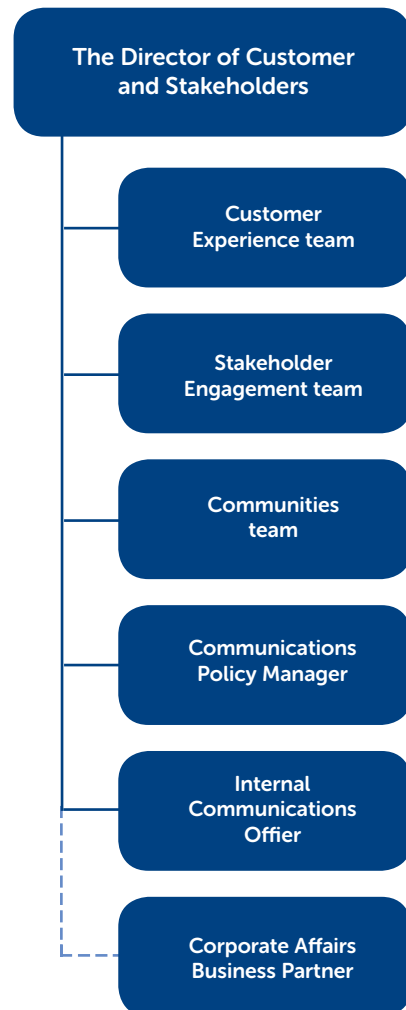 The Director of Customer
and Stakeholders
Customer
Experience team
Stakeholder
Engagement team
Communities
team
Communications
Policy Manager
Internal
Communications
Offier
Corporate Affairs
Business Partner